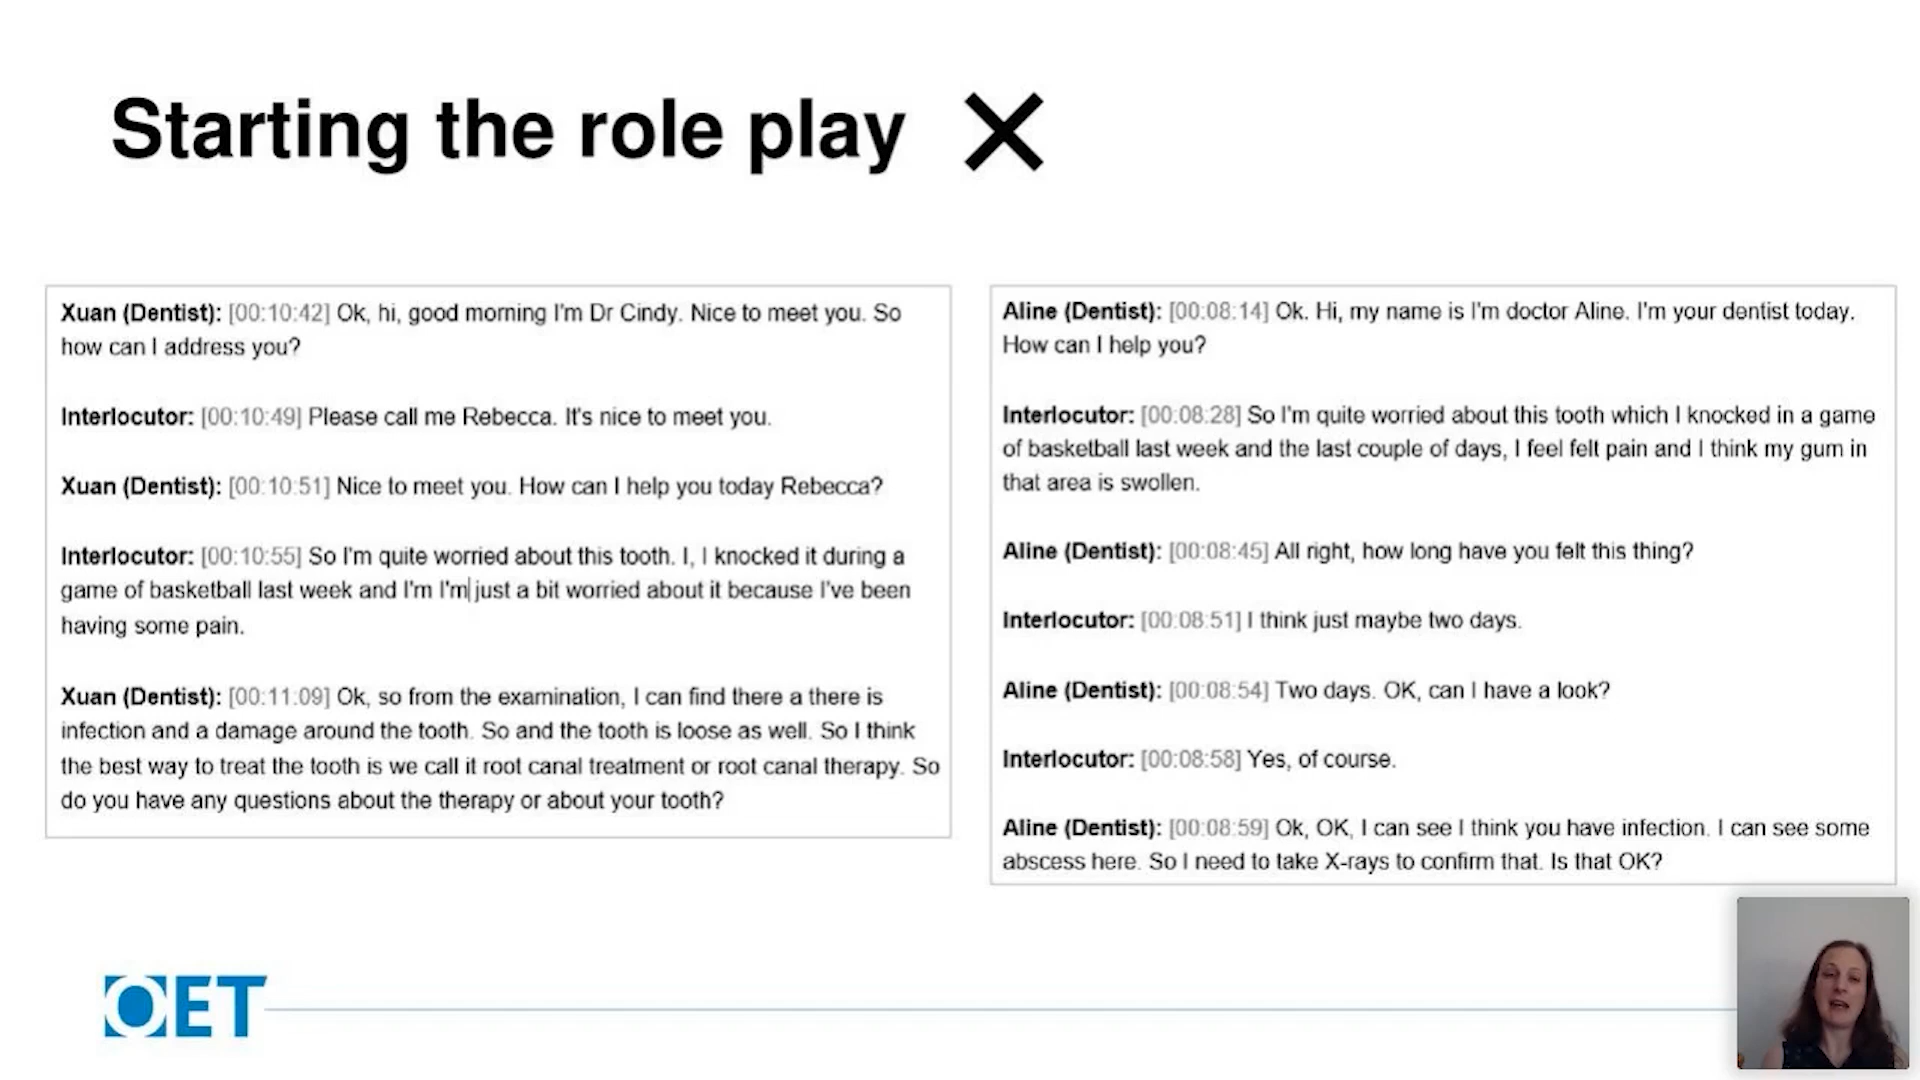 Starting the role play
Xuan (Dentist): [00:10:42] Ok, hi, good morning I'm Dr Cindy. Nice to meet you. So
how can I address you?
Interlocutor: [00:10:49] Please call me Rebecca. It's nice to meet you.
Xuan (Dentist): [00:10:51] Nice to meet you. How can I help you today Rebecca?
Interlocutor: [00:10:55] So I'm quite worried about this tooth. I, I knocked it during a
game of basketball last week and I'm I'm just a bit worried about it because I've been
having some pain.
Xuan (Dentist): [00:11:09] Ok, so from the examination, I can find there a there is
infection and a damage around the tooth. So and the tooth is loose as well. So I think
the best way to treat the tooth is we call it root canal treatment or root canal therapy. So
do you have any questions about the therapy or about your tooth?
Aline (Dentist): [00:08:14] Ok. Hi, my name is I'm doctor Aline. I'm your dentist today.
How can I help you?
Interlocutor: [00:08:28] So I'm quite worried about this tooth which I knocked in a game
of basketball last week and the last couple of days, I feel felt pain and I think my gum in
that area is swollen.
Aline (Dentist): [00:08:45] All right, how long have you felt this thing?
Interlocutor: [00:08:51] I think just maybe two days.
Aline (Dentist): [00:08:54] Two days. OK, can I have a look?
Interlocutor: [00:08:58] Yes, of course.
Aline (Dentist): [00:08:59] Ok, OK, I can see I think you have infection. I can see some
abscess here. So I need to take X-rays to confirm that. Is that OK?
OET